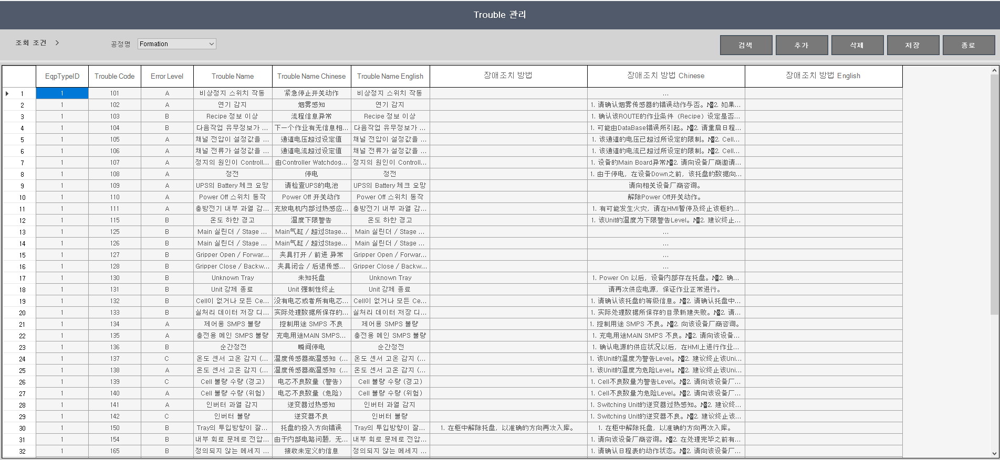 Trouble 관리
조회 조건 >
공정명 Formation
검색 추가 삭제 저장 종료
EqpTypeID Trouble Code Error Level Trouble Name Trouble Name Chinese Trouble Name English 장애조치 방법 장애조치 방법 Chinese 장애조치 방법 English
1 1 101 A 비상정지 스위치 작동 紧急停止开关动作 비상정지 스위치 작동 ...
2 1 102 A 연기 감지 烟雾感知 연기 감지 1. 请确认烟雾传感器的错误动作与否。♪◙2. 如果...
3 1 103 B Recipe 정보 이상 流程信息异常 Recipe 정보 이상 1. 确认该ROUTE的作业条件（Recipe）设定是否...
4 1 104 B 다음작업 유무정보가 ... 下一个作业有无信息相... 다음작업 유무정보가 ... 1. 可能由DataBase错误所引起。♪◙2. 请重启日程...
5 1 105 A 채널 전압이 설정값을 ... 通道电压超过设定值 채널 전압이 설정값을 ... 1. 该通道的电压已超过所设定的限制。♪◙2. Cell...
6 1 106 A 채널 전류가 설정값을 ... 通道电流超过设定值 채널 전류가 설정값을 ... 1. 该通道的电流已超过所设定的限制。♪◙2. Cell...
7 1 107 A 정지의 원인이 Controll... 由Controller Watchdog... 정지의 원인이 Controll... 1. 设备的Main Board异常♪◙2. 请向设备厂商邀请...
8 1 108 A 정전 停电 정전 1. 由于停电，在设备Down之前，该托盘的数据向...
9 1 109 A UPS의 Battery 체크 요망 请检查UPS的电池 UPS의 Battery 체크 요망 请向相关设备厂商咨询。
10 1 110 A Power Off 스위치 동작 Power Off 开关动作 Power Off 스위치 동작 解除Power Off开关动作。
11 1 111 A 충방전기 내부 과열 감... 充放电机内部过热感应... 충방전기 내부 과열 감... 1. 有可能发生火灾，请在HMI暂停及终止该柜的...
12 1 115 B 온도 하한 경고 温度下限警告 온도 하한 경고 1. 该Unit的温度为下限警告Level。♪◙2. 建议终止...
13 1 125 B Main 실린더 / Stage ... Main气缸 / 超过Stage... Main 실린더 / Stage ... ...
14 1 126 B Main 실린더 / Stage ... Main气缸 / 超过Stage... Main 실린더 / Stage ... ...
15 1 127 B Gripper Open / Forwar... 夹具打开 / 前进 异常 Gripper Open / Forwar... ...
16 1 128 B Gripper Close / Backw... 夹具闭合 / 后退传感... Gripper Close / Backw... ...
17 1 130 B Unknown Tray 未知托盘 Unknown Tray 1. Power On 以后，设备内部存在托盘。♪◙2. 确...
18 1 131 B Unit 강제 종료 Unit 强制性终止 Unit 강제 종료 请再次供应电源，保证作业正常进行。
19 1 132 B Cell이 없거나 모든 Ce... 没有电芯或者所有电芯... Cell이 없거나 모든 Ce... 1. 请确认该托盘的等级信息。♪◙2. 请确认托盘中...
20 1 133 B 실처리 데이터 저장 디... 实际处理数据所保存的... 실처리 데이터 저장 디... 1. 实际处理数据所保存的目录新建失败。♪◙2. 请...
21 1 134 A 제어용 SMPS 불량 控制用途 SMPS 不良 제어용 SMPS 불량 1. 控制用途 SMPS 不良。♪◙2. 向该设备厂商咨询。
22 1 135 A 충전용 메인 SMPS 불량 充电用途MAIN SMPS... 충전용 메인 SMPS 불량 1. 充电用途MAIN SMPS 不良。♪◙2. 请向该设备...
23 1 136 B 순간정전 瞬间停电 순간정전 1. 确认电源的供应状况以后，在HMI上进行作业...
24 1 137 C 온도 센서 고온 감지 (... 温度传感器高温感知（... 온도 센서 고온 감지 (... 1. 该Unit的温度为警告Level。♪◙2. 建议终止该Uni...
25 1 138 A 온도 센서 고온 감지 (... 温度传感器高温感知（... 온도 센서 고온 감지 (... 1. 该Unit的温度为危险Level。♪◙2. 建议终止该Uni...
26 1 139 C Cell 불량 수량 (경고) 电芯不良数量（警告） Cell 불량 수량 (경고) 1. Cell不良数量为警告Level。♪◙2. 请向该设备厂...
27 1 140 A Cell 불량 수량 (위험) 电芯不良数量（危险） Cell 불량 수량 (위험) 1. Cell不良数量为危险Level。♪◙2. 请向该设备厂...
28 1 141 A 인버터 과열 감지 逆变器过热感知 인버터 과열 감지 1. Switching Unit的逆变器过热感知。♪◙2. 建议终...
29 1 142 C 인버터 불량 逆变器不良 인버터 불량 1. Switching Unit的逆变器不良。♪◙2. 建议终止该...
30 1 150 B Tray의 투입방향이 잘... 托盘的投入方向错误 Tray의 투입방향이 잘... 1. 在柜中解除托盘，以准确的方向再次入库。 1. 在柜中解除托盘，以准确的方向再次入库。
31 1 154 B 내부 회로 문제로 전압... 由于内部电路问题，无... 내부 회로 문제로 전압... 1. 请向该设备厂商咨询。♪◙2. 在处理完毕之前有...
32 1 165 B 정의되지 않는 메세지 ... 接收未定义的信息 정의되지 않는 메세지 ... 1. 请确认日程表的动作状态。♪◙2. 请向该设备厂...